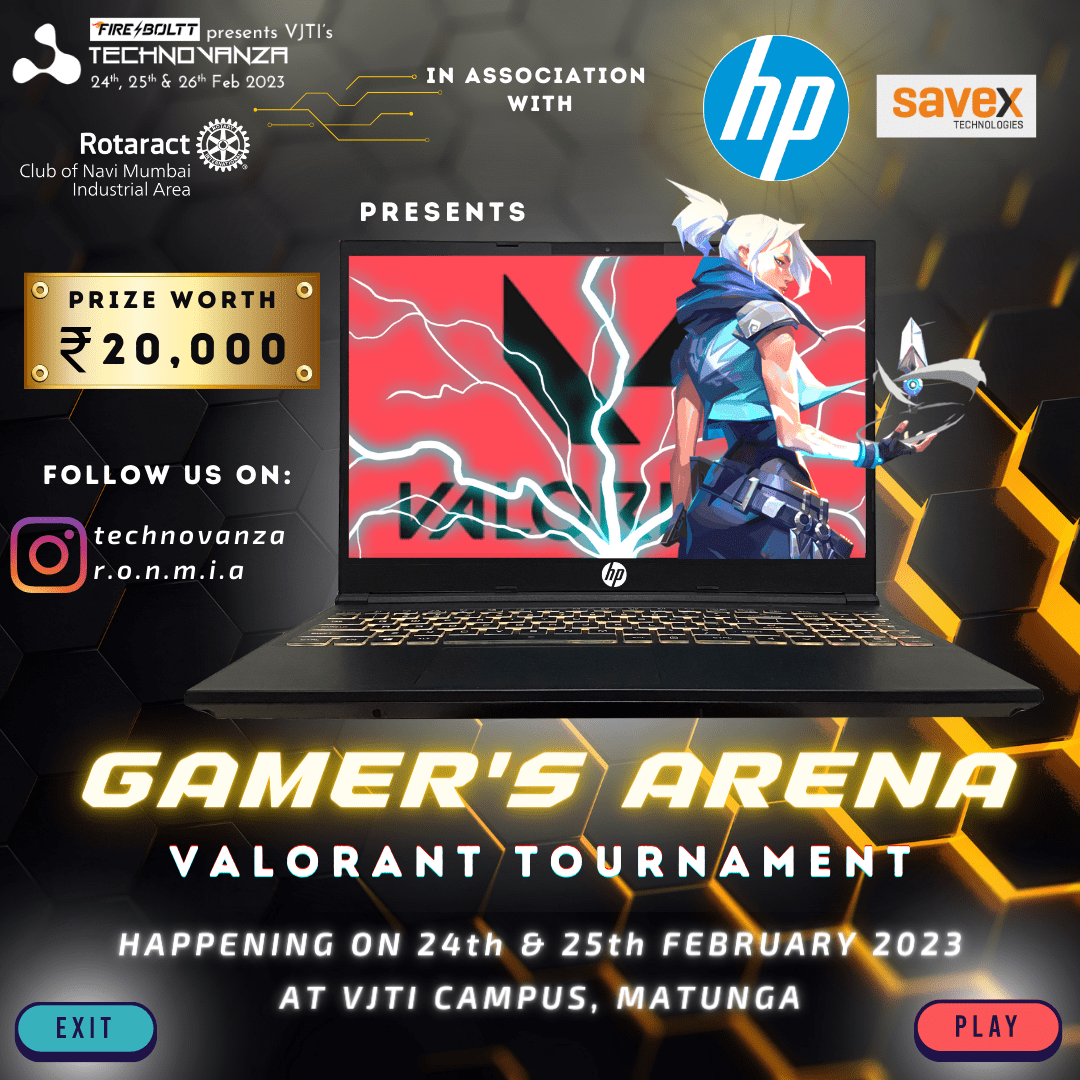 FIRE-BOLTT presents VJTI's
TECHNOVANZA
24th, 25th & 26th Feb 2023
IN ASSOCIATION
WITH
hp
savex
TECHNOLOGIES
Rotaract
Club of Navi Mumbai
Industrial Area
PRESENTS
PRIZE WORTH
₹20,000
VALOR
FOLLOW US ON:
technovanza
r.o.n.m.i.a
hp
GAMER'S ARENA
VALORANT TOURNAMENT
HAPPENING ON 24th & 25th FEBRUARY 2023
AT VJTI CAMPUS, MATUNGA
EXIT
PLAY